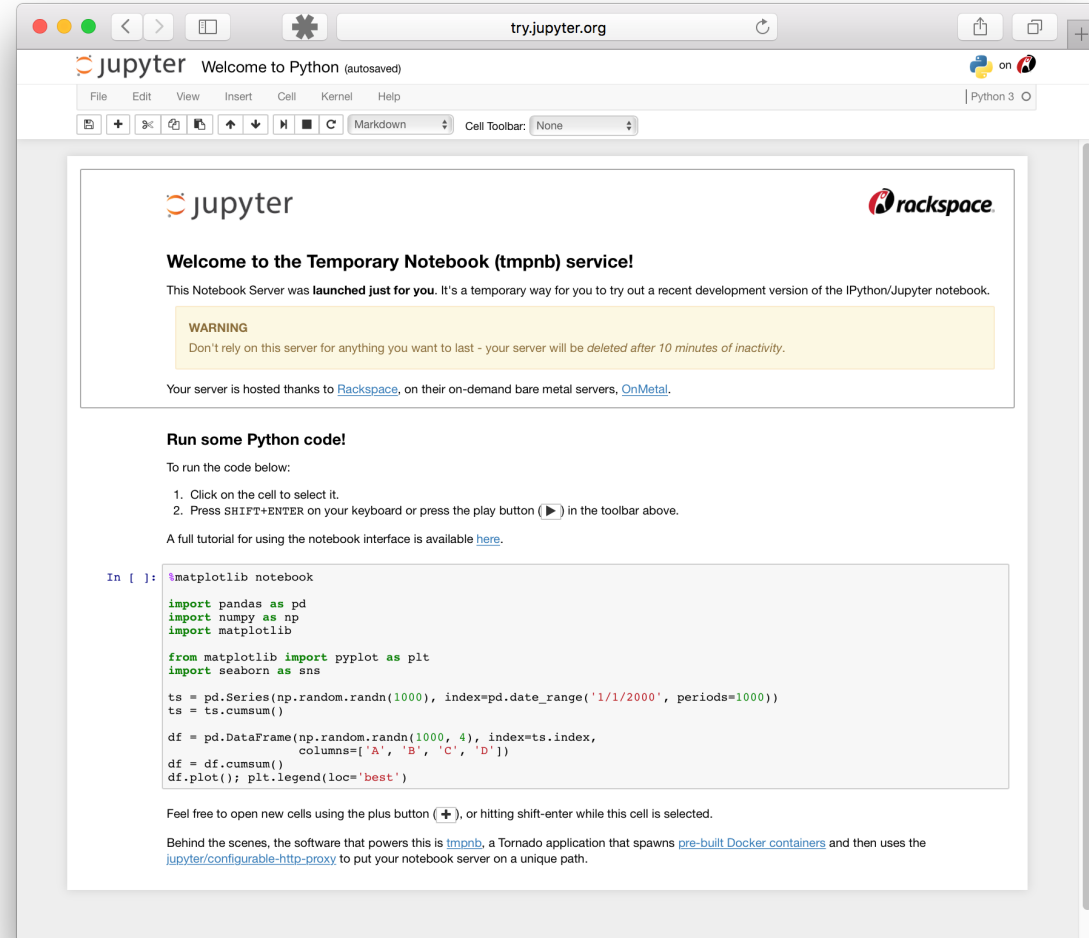 try.jupyter.org
jupyter Welcome to Python (autosaved) on
File Edit View Insert Cell Kernel Help Python 3
Markdown Cell Toolbar: None
jupyter rackspace.
Welcome to the Temporary Notebook (tmpnb) service!
This Notebook Server was launched just for you. It's a temporary way for you to try out a recent development version of the IPython/Jupyter notebook.
WARNING
Don't rely on this server for anything you want to last - your server will be deleted after 10 minutes of inactivity.
Your server is hosted thanks to Rackspace, on their on-demand bare metal servers, OnMetal.
Run some Python code!
To run the code below:
1. Click on the cell to select it.
2. Press SHIFT+ENTER on your keyboard or press the play button (▶) in the toolbar above.
A full tutorial for using the notebook interface is available here.
In [ ]: %matplotlib notebook
import pandas as pd
import numpy as np
import matplotlib
from matplotlib import pyplot as plt
import seaborn as sns
ts = pd.Series(np.random.randn(1000), index=pd.date_range('1/1/2000', periods=1000))
ts = ts.cumsum()
df = pd.DataFrame(np.random.randn(1000, 4), index=ts.index,
columns=['A', 'B', 'C', 'D'])
df = df.cumsum()
df.plot(); plt.legend(loc='best')
Feel free to open new cells using the plus button (+), or hitting shift-enter while this cell is selected.
Behind the scenes, the software that powers this is tmpnb, a Tornado application that spawns pre-built Docker containers and then uses the
jupyter/configurable-http-proxy to put your notebook server on a unique path.